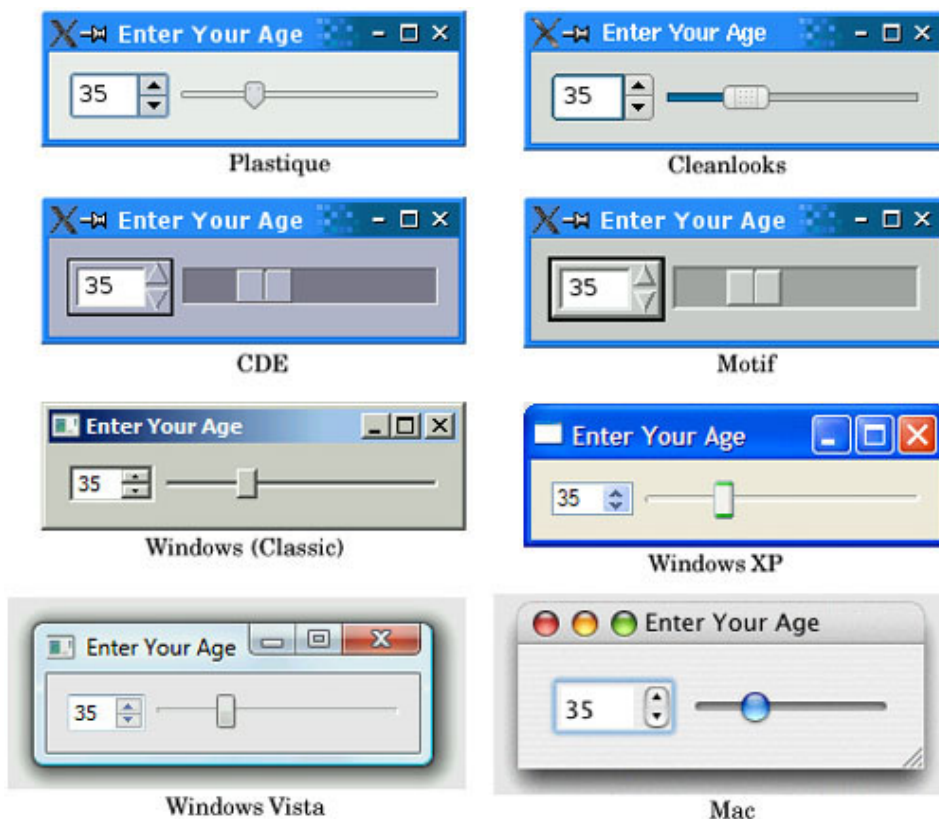 Enter Your Age
Enter Your Age
35
35
Plastique
Cleanlooks
Enter Your Age
Enter Your Age
35
35
CDE
Motif
Enter Your Age
Enter Your Age
35
35
Windows (Classic)
Windows XP
Enter Your Age
Enter Your Age
35
35
Windows Vista
Mac